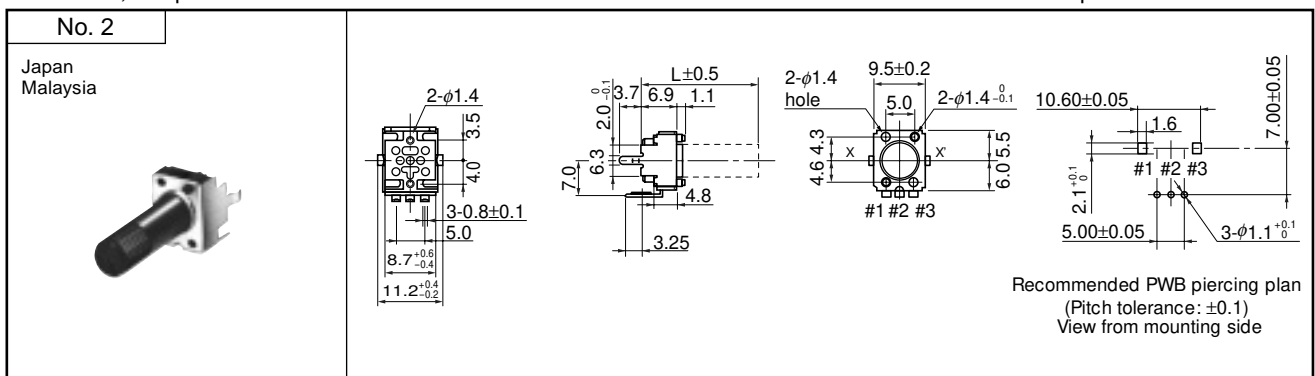 No. 2
Japan
Malaysia
2-ϕ1.4
3.5
4.0
3-0.8±0.1
5.0
8.7 +0.6 −0.4
11.2 +0.4 −0.2
L±0.5
3.7 6.9 1.1
2.0 0 −0.1
6.3
7.0
4.8
3.25
2-ϕ1.4
hole
9.5±0.2
5.0
2-ϕ1.4 0 −0.1
4.3
4.6
X X'
5.5
6.0
#1 #2 #3
10.60±0.05
1.6
7.00±0.05
#1 #2 #3
2.1 +0.1 0
5.00±0.05
3-ϕ1.1 +0.1 0
Recommended PWB piercing plan
(Pitch tolerance: ±0.1)
View from mounting side